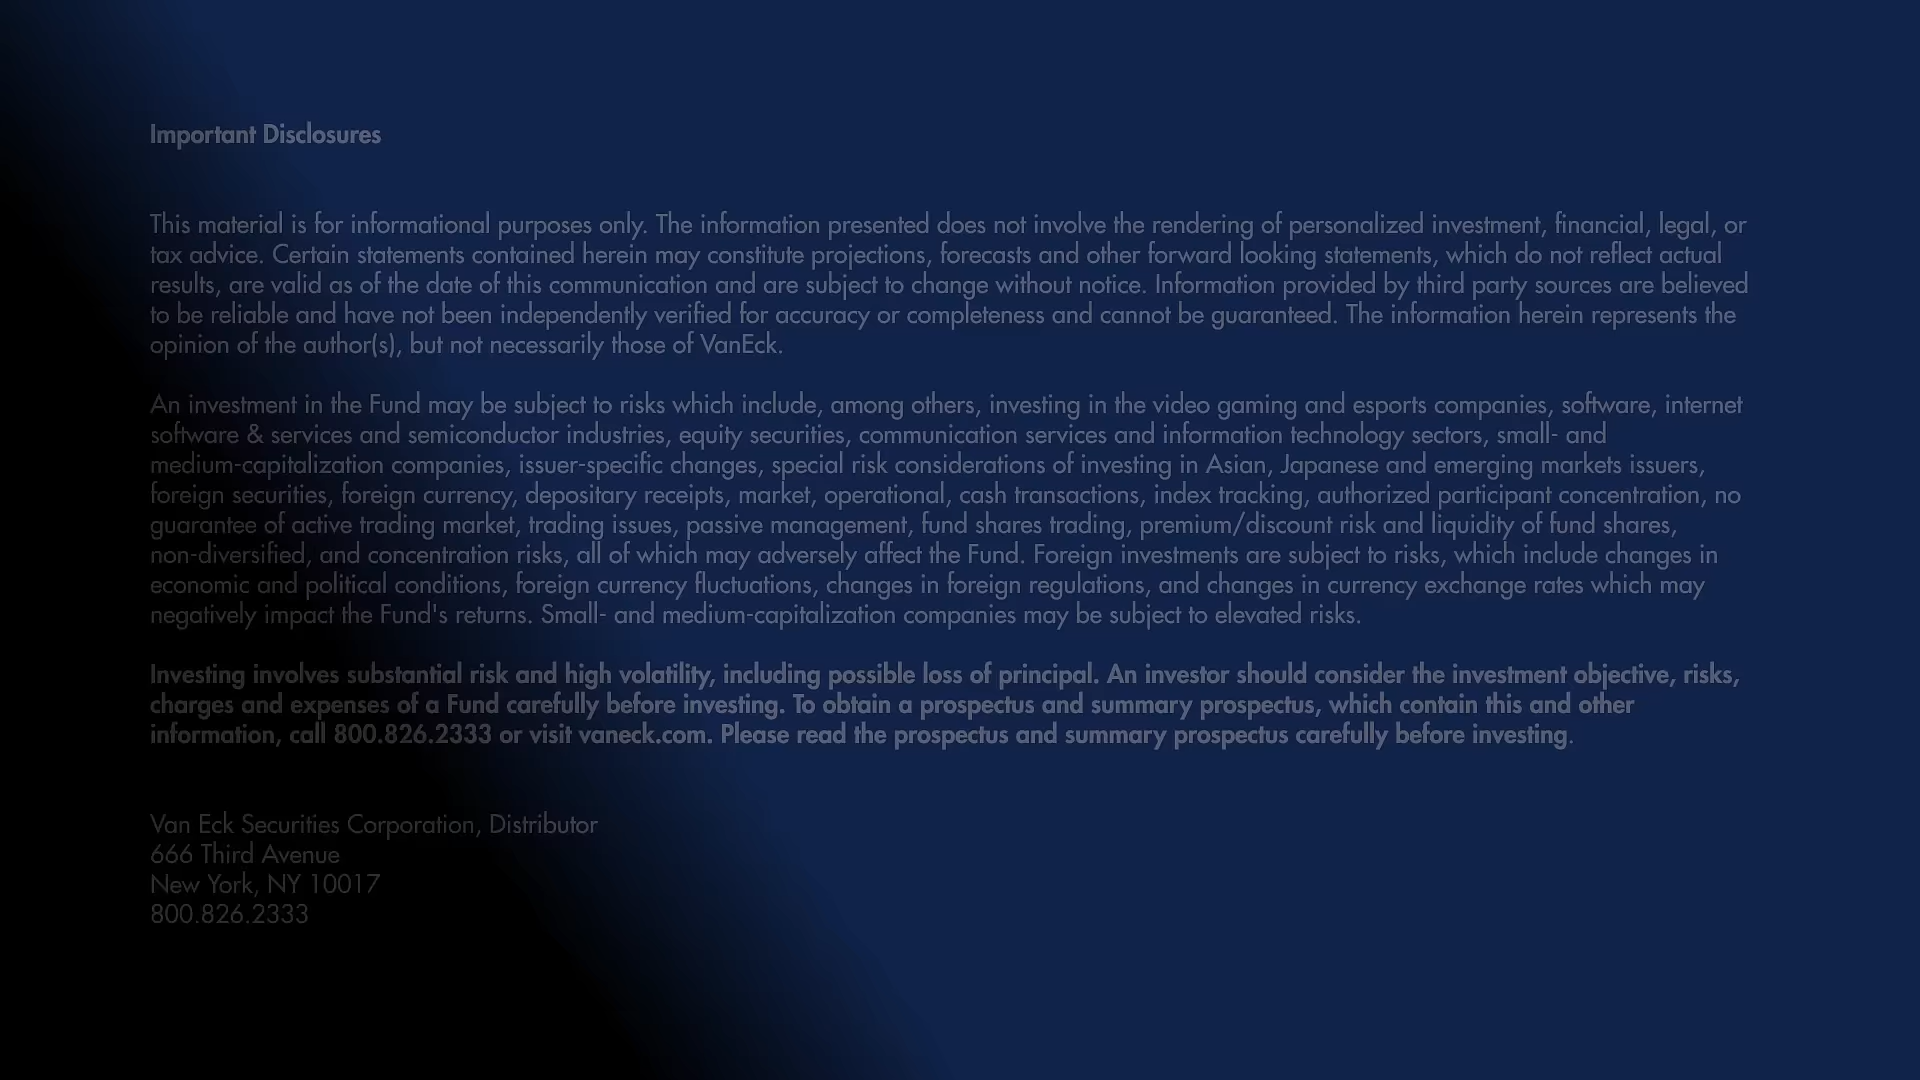 Important Disclosures
This material is for informational purposes only. The information presented does not involve the rendering of personalized investment, financial, legal, or
tax advice. Certain statements contained herein may constitute projections, forecasts and other forward looking statements, which do not reflect actual
results, are valid as of the date of this communication and are subject to change without notice. Information provided by third party sources are believed
to be reliable and have not been independently verified for accuracy or completeness and cannot be guaranteed. The information herein represents the
opinion of the author(s), but not necessarily those of VanEck.
An investment in the Fund may be subject to risks which include, among others, investing in the video gaming and esports companies, software, internet
software & services and semiconductor industries, equity securities, communication services and information technology sectors, small- and
medium-capitalization companies, issuer-specific changes, special risk considerations of investing in Asian, Japanese and emerging markets issuers,
foreign securities, foreign currency, depositary receipts, market, operational, cash transactions, index tracking, authorized participant concentration, no
guarantee of active trading market, trading issues, passive management, fund shares trading, premium/discount risk and liquidity of fund shares,
non-diversified, and concentration risks, all of which may adversely affect the Fund. Foreign investments are subject to risks, which include changes in
economic and political conditions, foreign currency fluctuations, changes in foreign regulations, and changes in currency exchange rates which may
negatively impact the Fund's returns. Small- and medium-capitalization companies may be subject to elevated risks.
Investing involves substantial risk and high volatility, including possible loss of principal. An investor should consider the investment objective, risks,
charges and expenses of a Fund carefully before investing. To obtain a prospectus and summary prospectus, which contain this and other
information, call 800.826.2333 or visit vaneck.com. Please read the prospectus and summary prospectus carefully before investing.
Van Eck Securities Corporation, Distributor
666 Third Avenue
New York, NY 10017
800.826.2333